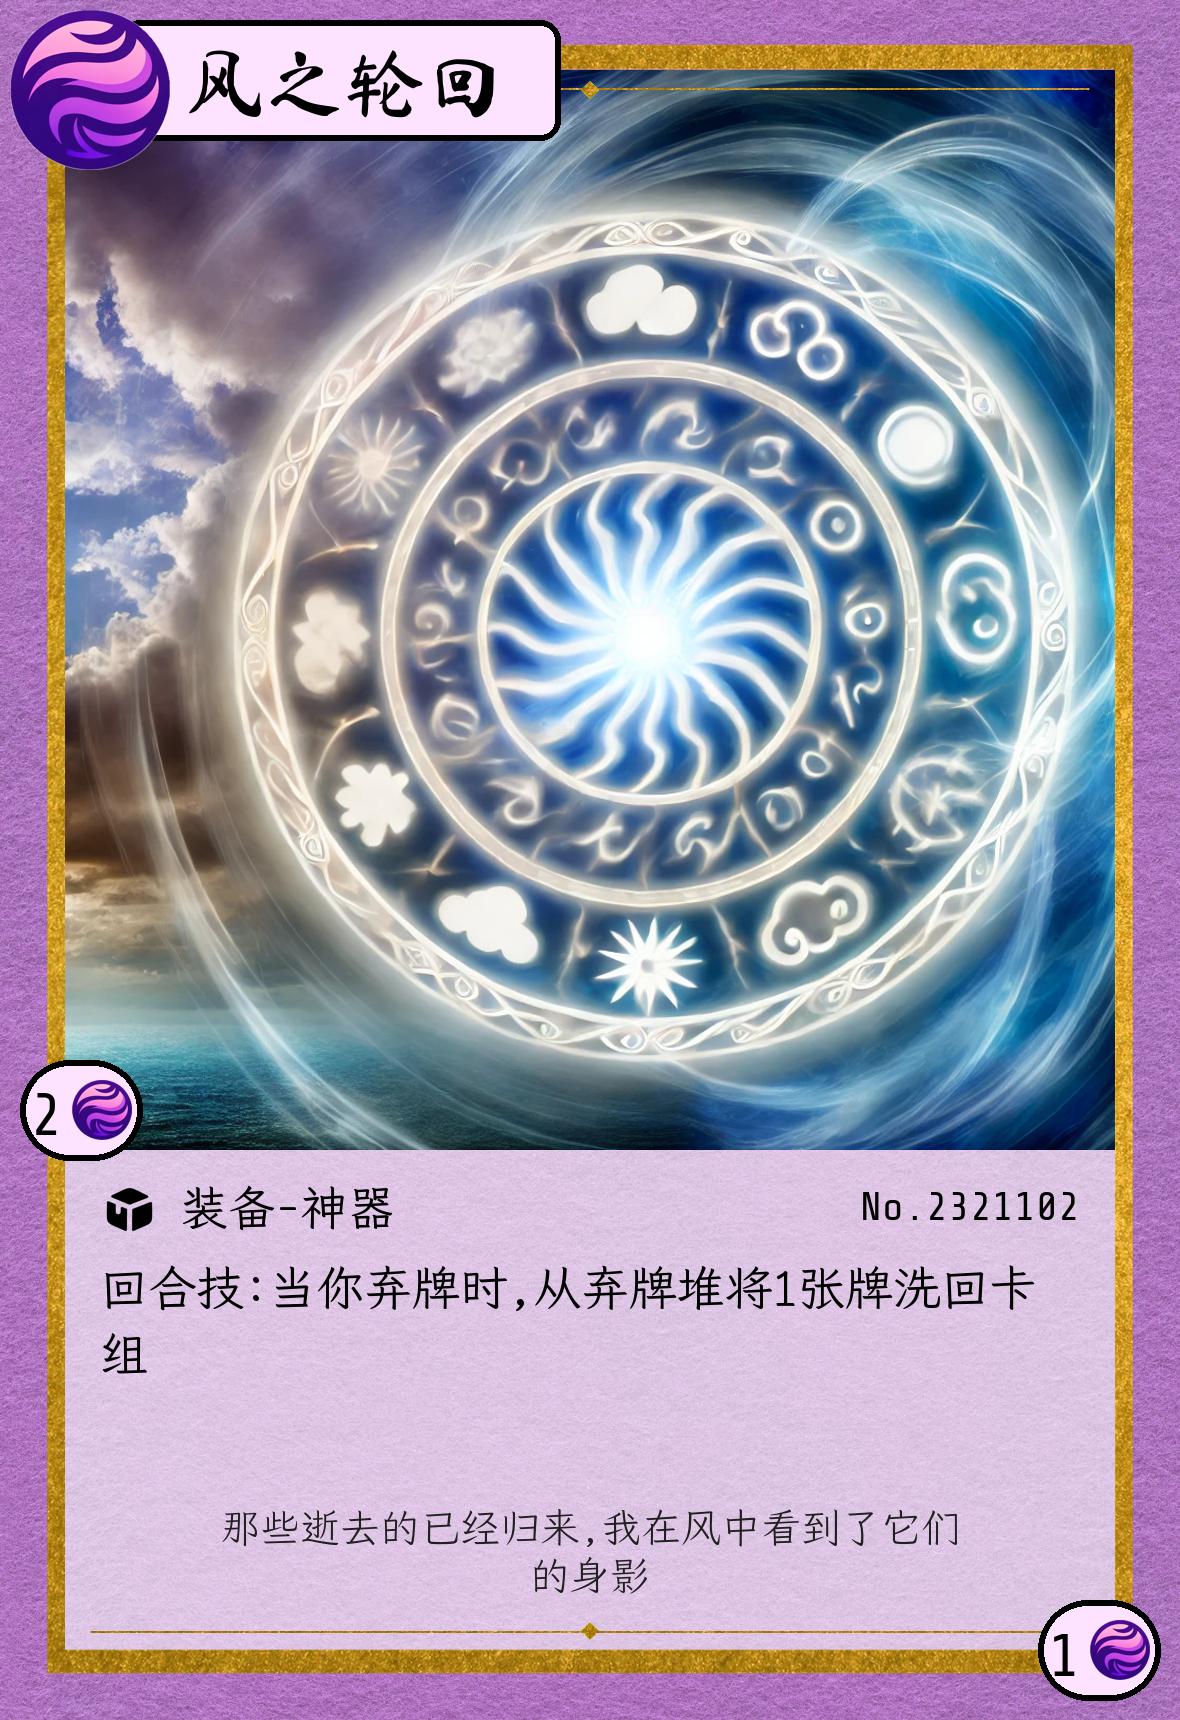 风之轮回
2
装备-神器
No.2321102
回合技:当你弃牌时,从弃牌堆将1张牌洗回卡
组
那些逝去的已经归来,我在风中看到了它们
的身影
1